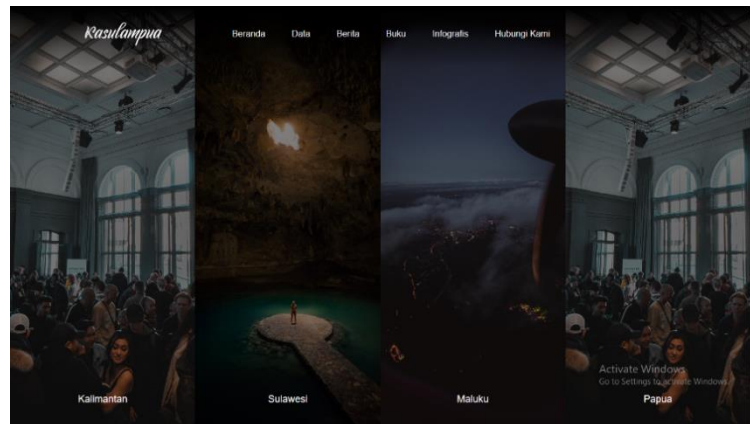 Rasulampua
Beranda Data Berita Buku Infografis Hubungi Kami
Activate Windows
Go to Settings to activate Windows.
Kalimantan Sulawesi Maluku Papua